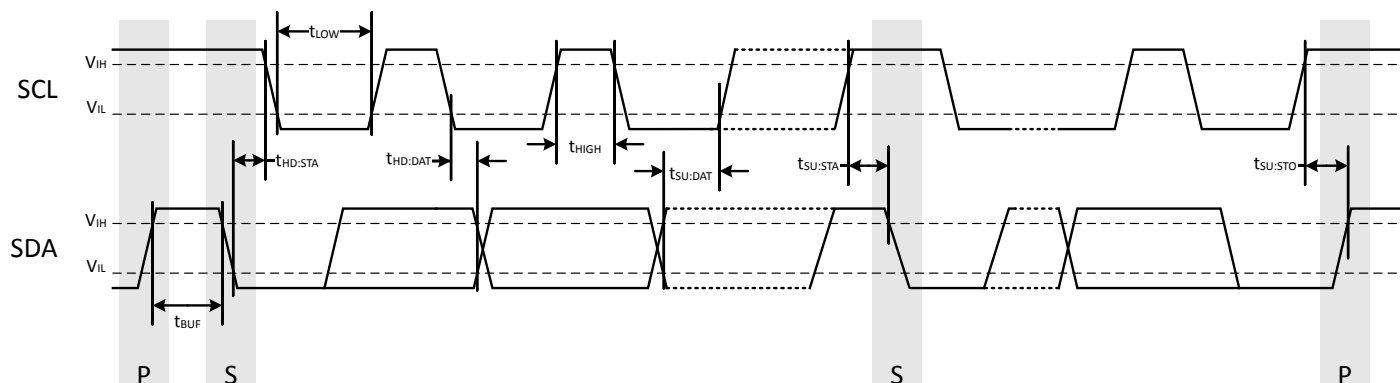 tLOW
VIH
SCL
VIL
tHD:STA
tHD:DAT
tHIGH
tSU:DAT
tSU:STA
tSU:STO
VIH
SDA
VIL
tBUF
P S S P